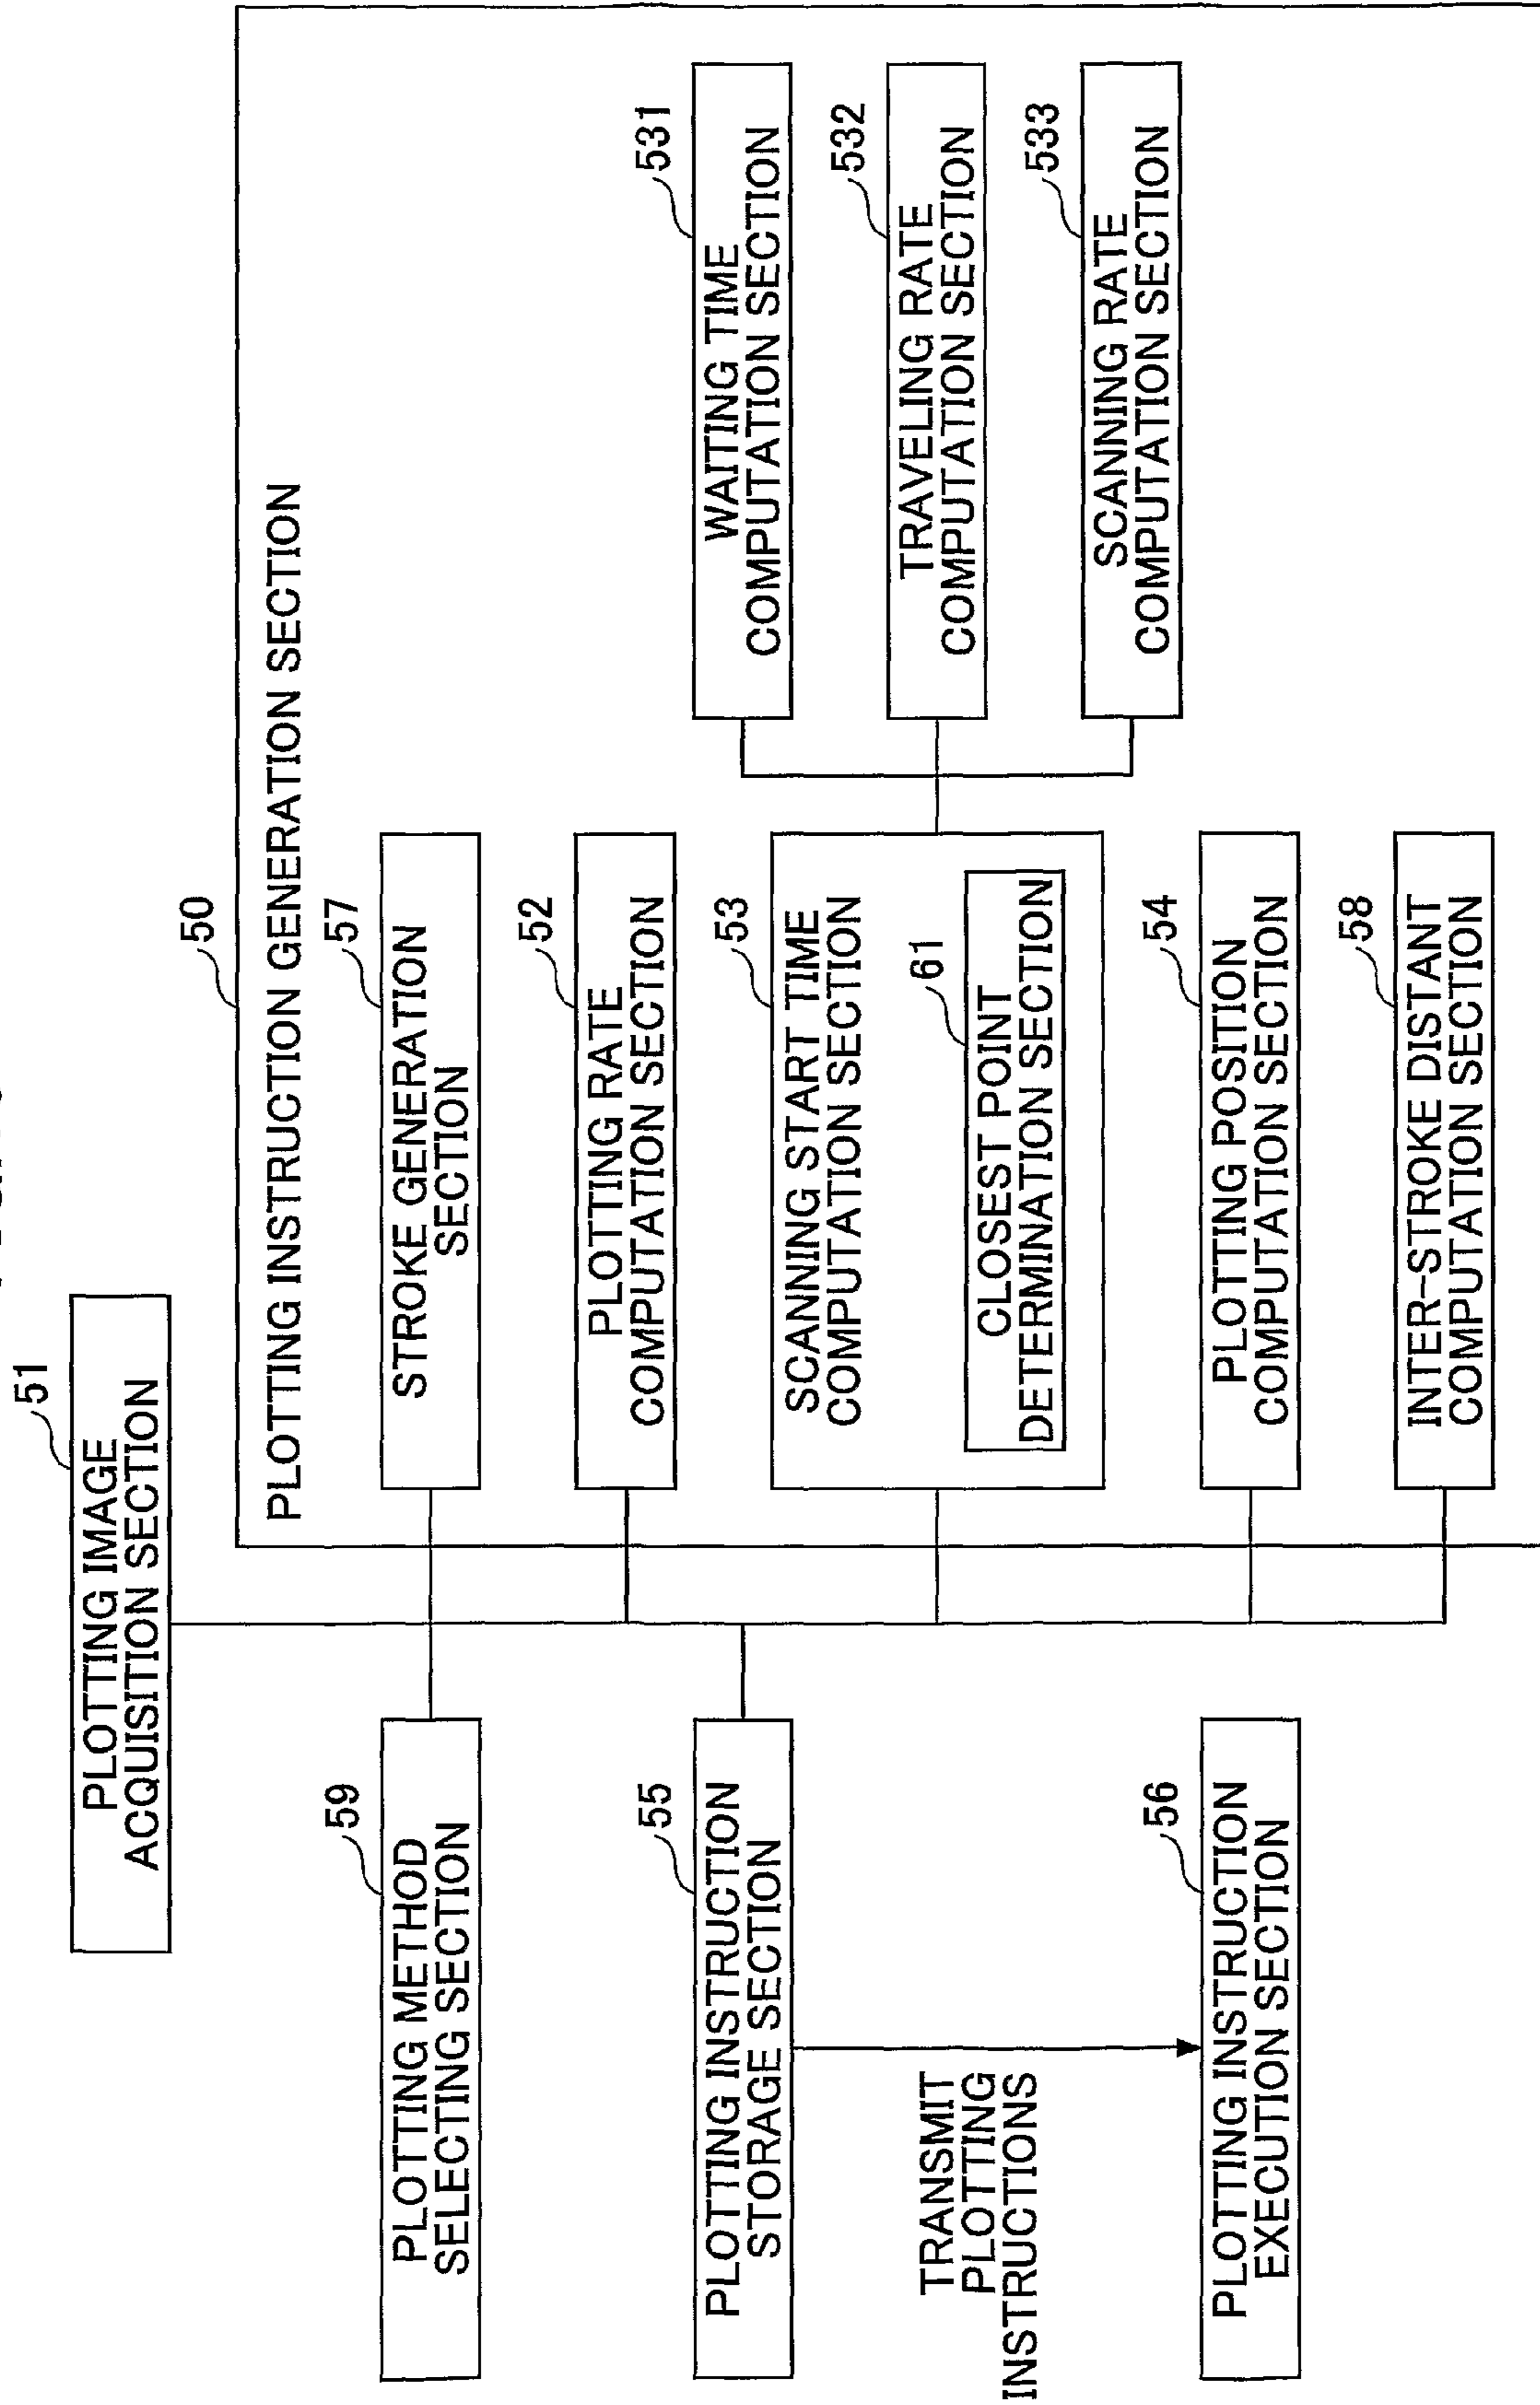 51
PLOTTING IMAGE
ACQUISITION SECTION
50
PLOTTING INSTRUCTION GENERATION SECTION
59
PLOTTING METHOD
SELECTING SECTION
57
STROKE GENERATION
SECTION
52
PLOTTING RATE
COMPUTATION SECTION
55
PLOTTING INSTRUCTION
STORAGE SECTION
531
WAITING TIME
COMPUTATION SECTION
53
SCANNING START TIME
COMPUTATION SECTION
61
CLOSEST POINT
DETERMINATION SECTION
532
TRAVELING RATE
COMPUTATION SECTION
533
SCANNING RATE
COMPUTATION SECTION
TRANSMIT
PLOTTING
INSTRUCTIONS
56
PLOTTING INSTRUCTION
EXECUTION SECTION
54
PLOTTING POSITION
COMPUTATION SECTION
58
INTER-STROKE DISTANT
COMPUTATION SECTION